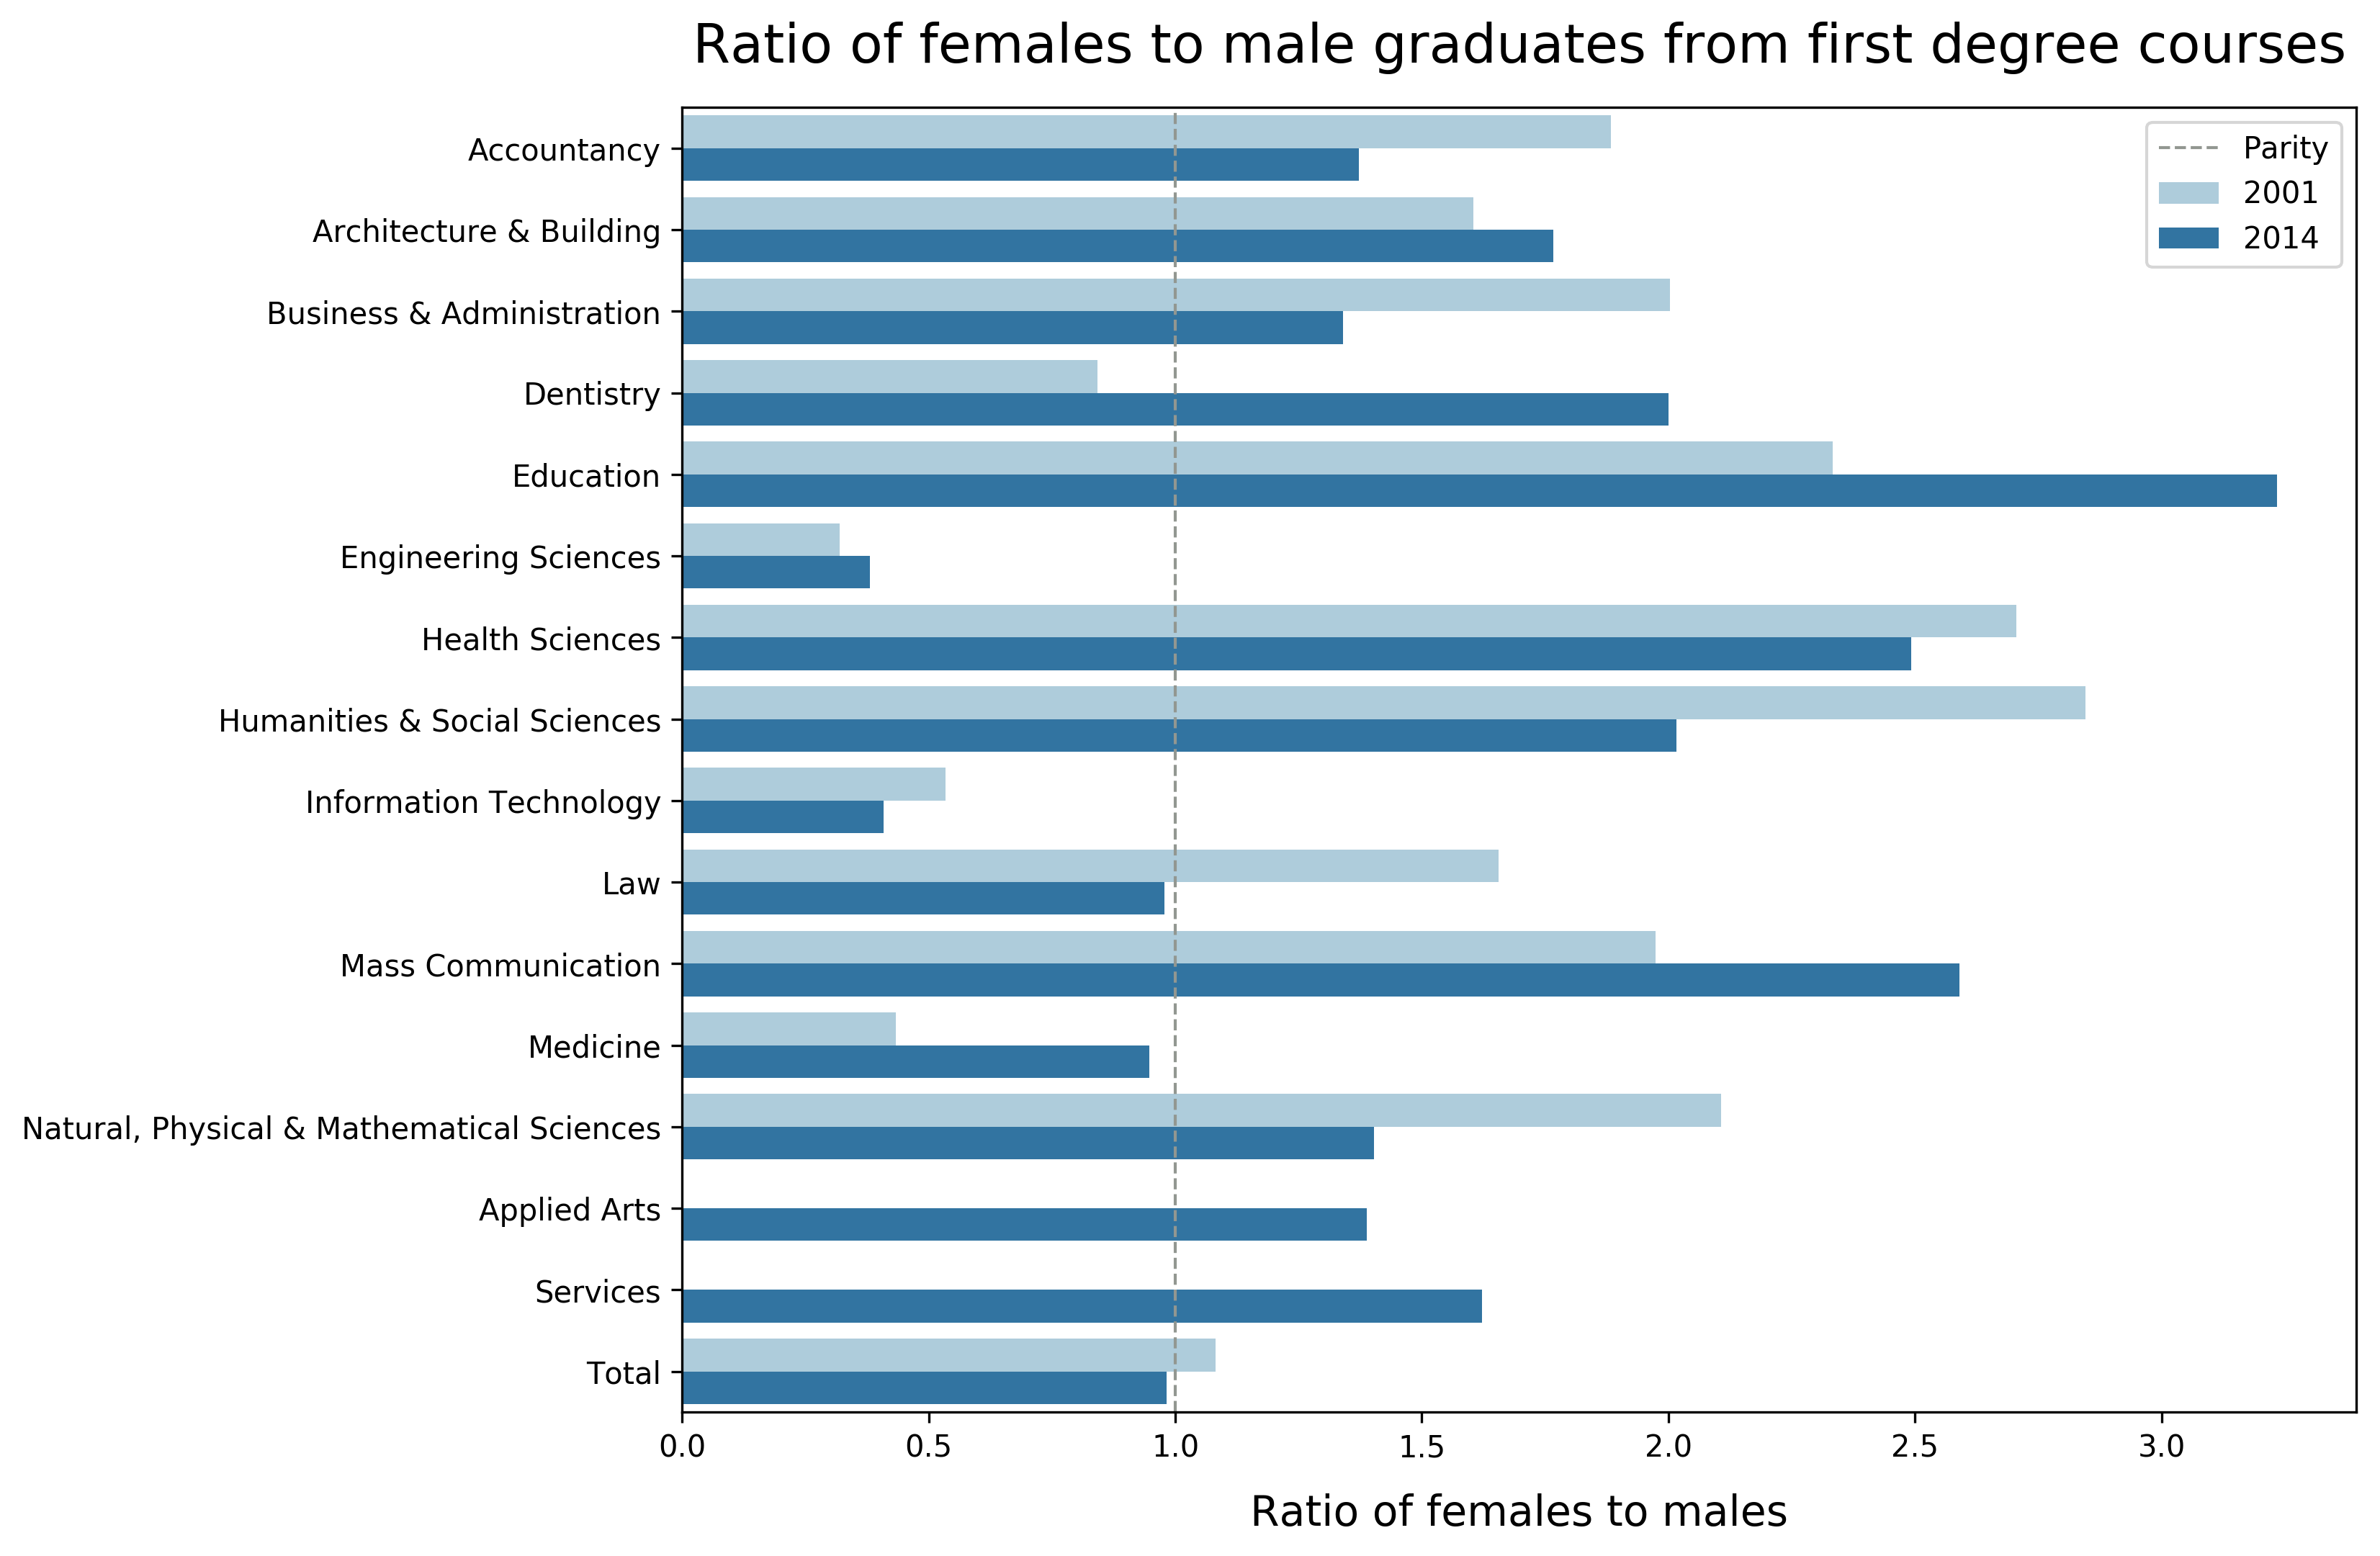 Ratio of females to male graduates from first degree courses
Parity
2001
2014
Accountancy
Architecture & Building
Business & Administration
Dentistry
Education
Engineering Sciences
Health Sciences
Humanities & Social Sciences
Information Technology
Law
Mass Communication
Medicine
Natural, Physical & Mathematical Sciences
Applied Arts
Services
Total
0.0 0.5 1.0 1.5 2.0 2.5 3.0
Ratio of females to males